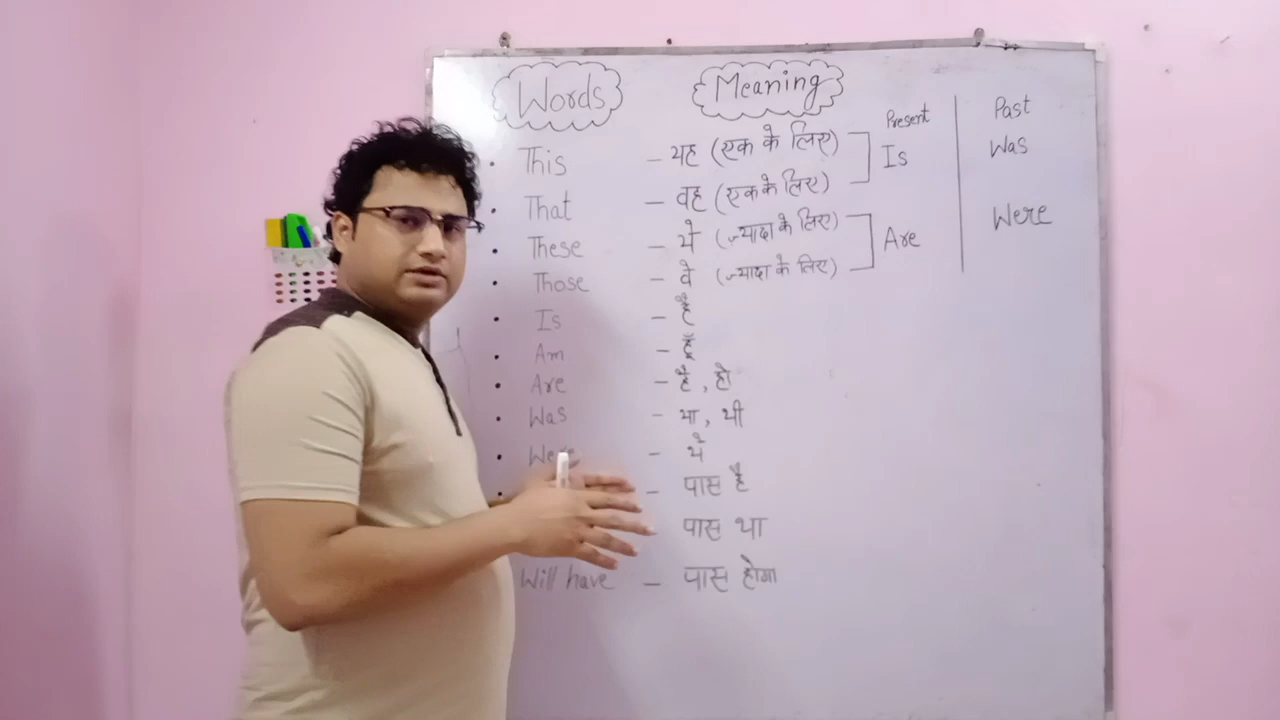 Words Meaning
Present Past
This – यह (एक के लिए) Is Was
That – वह (एक के लिए)
These – ये (ज्यादा के लिए) Are Were
Those – वे (ज्यादा के लिए)
Is – है
Am – हूँ
Are – है, हो
Was – था, थी
Were – थे
– पास है
पास था
Will have – पास होगा